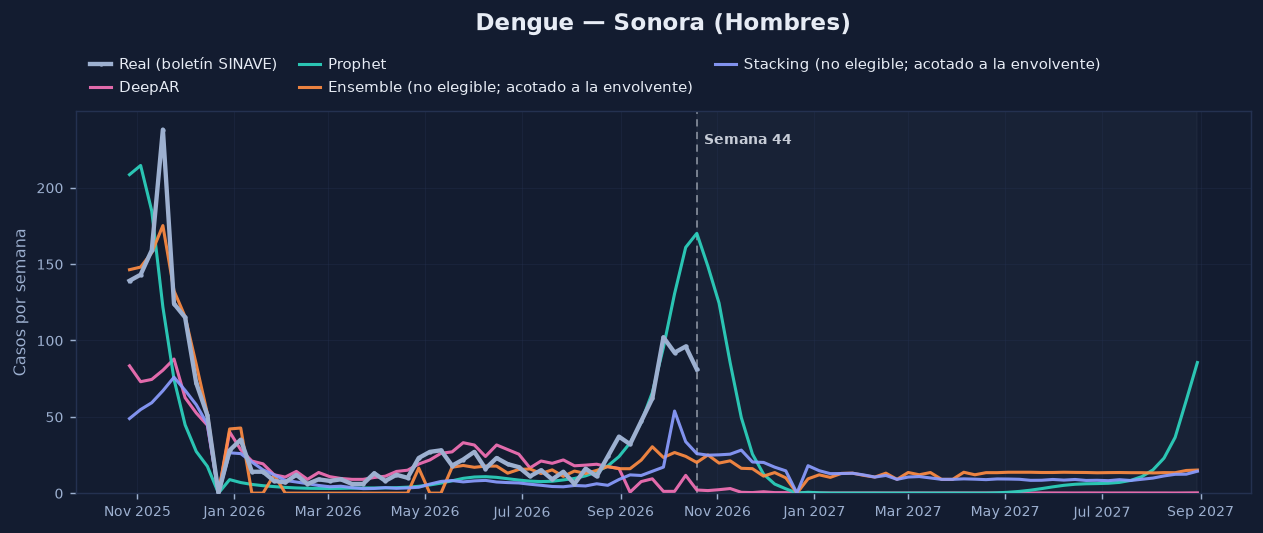 Dengue — Sonora (Hombres)
Real (boletín SINAVE)
Prophet
Stacking (no elegible; acotado a la envolvente)
DeepAR
Ensemble (no elegible; acotado a la envolvente)
Semana 44
Casos por semana
200
150
100
50
0
Nov 2025 Jan 2026 Mar 2026 May 2026 Jul 2026 Sep 2026 Nov 2026 Jan 2027 Mar 2027 May 2027 Jul 2027 Sep 2027